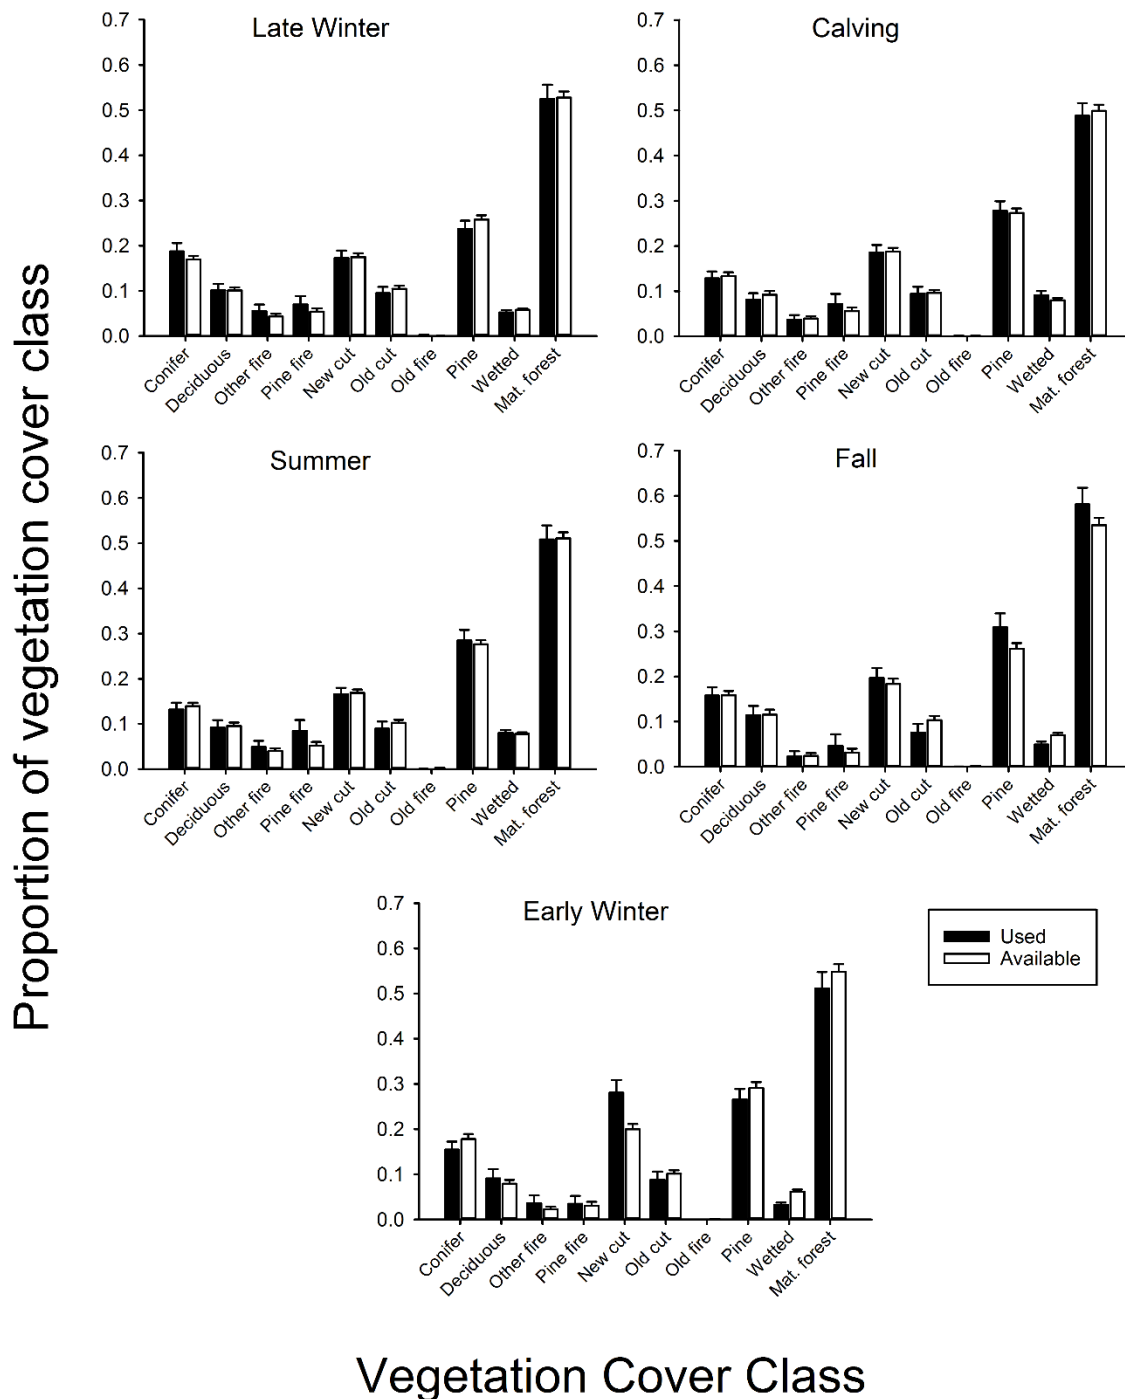 Proportion of vegetation cover class
Late Winter
0.7
0.6
0.5
0.4
0.3
0.2
0.1
0.0
Conifer
Deciduous
Other fire
Pine fire
New cut
Old cut
Old fire
Pine
Wetted
Mat. forest
Calving
0.7
0.6
0.5
0.4
0.3
0.2
0.1
0.0
Conifer
Deciduous
Other fire
Pine fire
New cut
Old cut
Old fire
Pine
Wetted
Mat. forest
Summer
0.7
0.6
0.5
0.4
0.3
0.2
0.1
0.0
Conifer
Deciduous
Other fire
Pine fire
New cut
Old cut
Old fire
Pine
Wetted
Mat. forest
Fall
0.7
0.6
0.5
0.4
0.3
0.2
0.1
0.0
Conifer
Deciduous
Other fire
Pine fire
New cut
Old cut
Old fire
Pine
Wetted
Mat. forest
Early Winter
0.7
0.6
0.5
0.4
0.3
0.2
0.1
0.0
Conifer
Deciduous
Other fire
Pine fire
New cut
Old cut
Old fire
Pine
Wetted
Mat. forest
Used
Available
Vegetation Cover Class